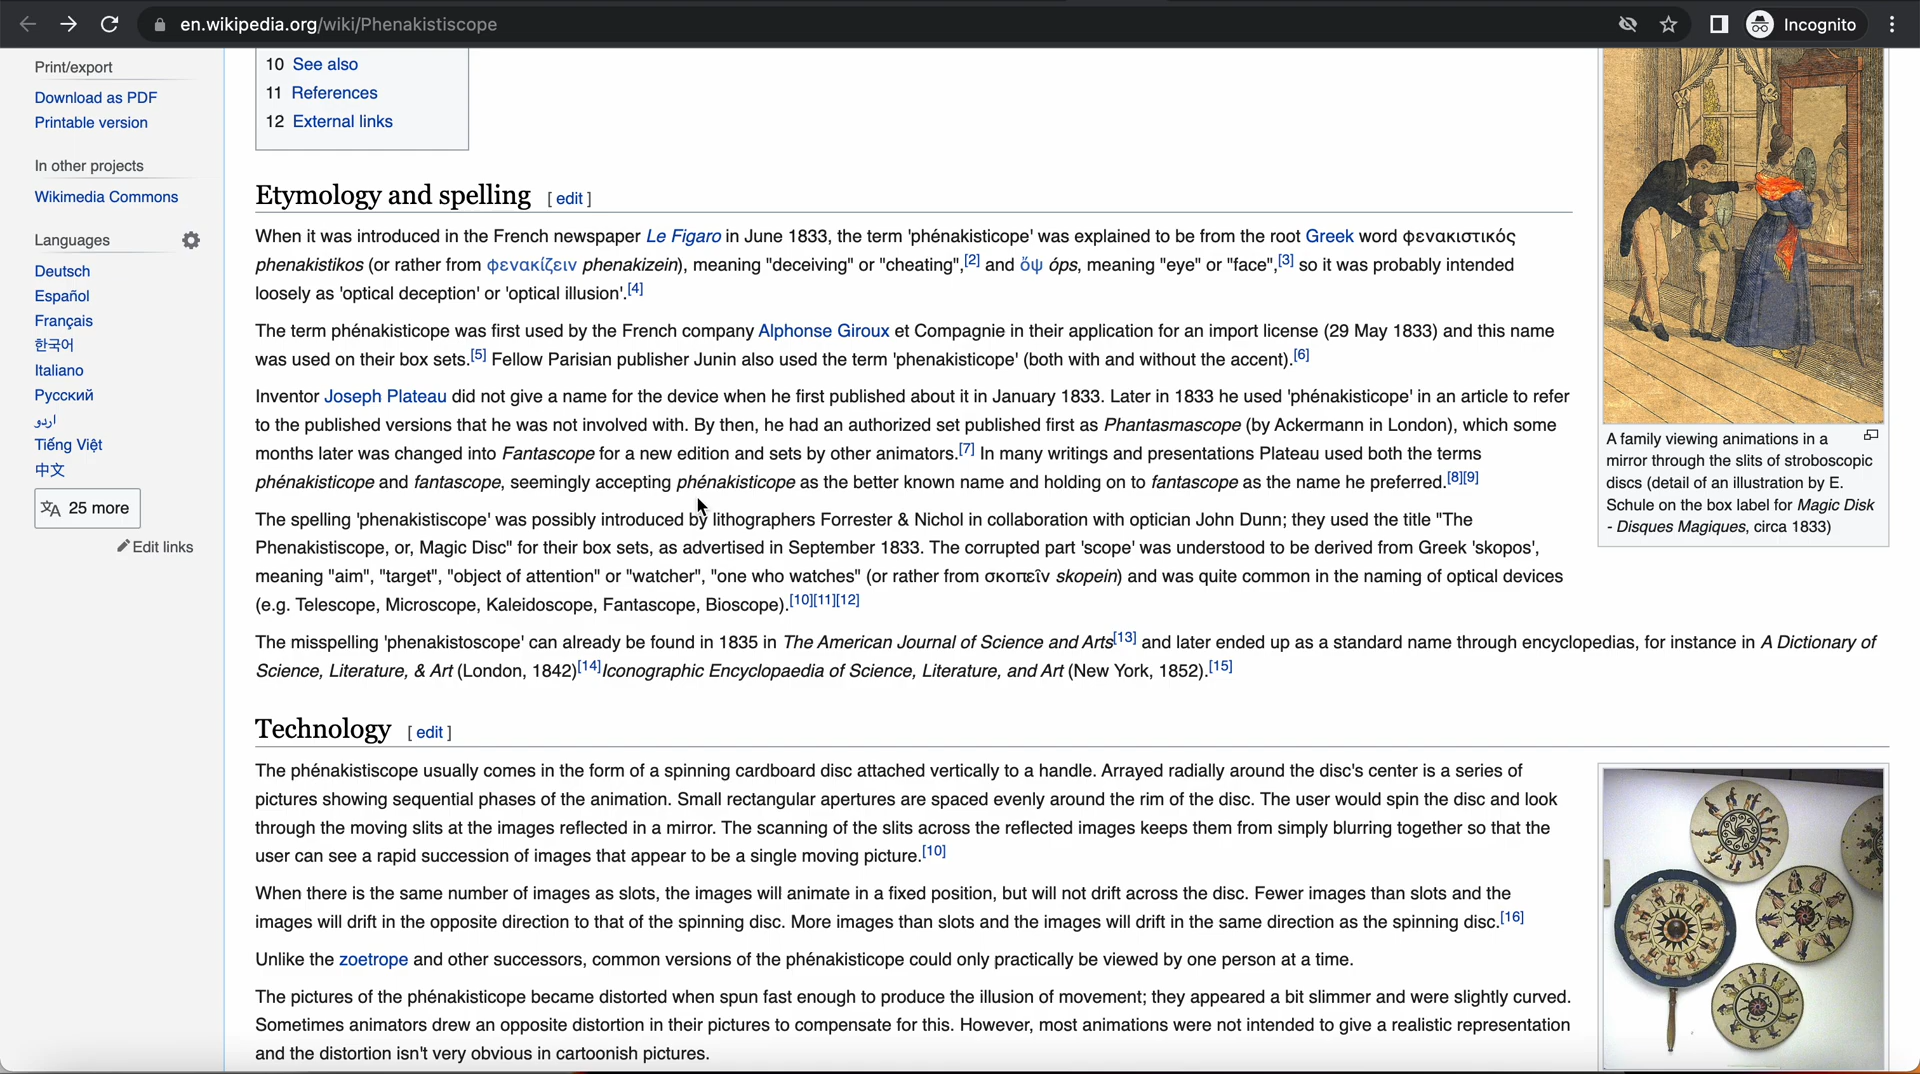 en.wikipedia.org/wiki/Phenakistiscope
Incognito
Print/export
Download as PDF
Printable version
In other projects
Wikimedia Commons
Languages
Deutsch
Español
Français
한국어
Italiano
Русский
اردو
Tiếng Việt
中文
25 more
Edit links
10 See also
11 References
12 External links
Etymology and spelling [ edit ]
When it was introduced in the French newspaper Le Figaro in June 1833, the term 'phénakisticope' was explained to be from the root Greek word φενακιστικός
phenakistikos (or rather from φενακίζειν phenakizein), meaning "deceiving" or "cheating",[2] and ὄψ óps, meaning "eye" or "face",[3] so it was probably intended
loosely as 'optical deception' or 'optical illusion'.[4]
The term phénakisticope was first used by the French company Alphonse Giroux et Compagnie in their application for an import license (29 May 1833) and this name
was used on their box sets.[5] Fellow Parisian publisher Junin also used the term 'phenakisticope' (both with and without the accent).[6]
Inventor Joseph Plateau did not give a name for the device when he first published about it in January 1833. Later in 1833 he used 'phénakisticope' in an article to refer
to the published versions that he was not involved with. By then, he had an authorized set published first as Phantasmascope (by Ackermann in London), which some
months later was changed into Fantascope for a new edition and sets by other animators.[7] In many writings and presentations Plateau used both the terms
phénakisticope and fantascope, seemingly accepting phénakisticope as the better known name and holding on to fantascope as the name he preferred.[8][9]
The spelling 'phenakistiscope' was possibly introduced by lithographers Forrester & Nichol in collaboration with optician John Dunn; they used the title "The
Phenakistiscope, or, Magic Disc" for their box sets, as advertised in September 1833. The corrupted part 'scope' was understood to be derived from Greek 'skopos',
meaning "aim", "target", "object of attention" or "watcher", "one who watches" (or rather from σκοπεῖν skopein) and was quite common in the naming of optical devices
(e.g. Telescope, Microscope, Kaleidoscope, Fantascope, Bioscope).[10][11][12]
The misspelling 'phenakistoscope' can already be found in 1835 in The American Journal of Science and Arts[13] and later ended up as a standard name through encyclopedias, for instance in A Dictionary of
Science, Literature, & Art (London, 1842)[14]Iconographic Encyclopaedia of Science, Literature, and Art (New York, 1852).[15]
A family viewing animations in a
mirror through the slits of stroboscopic
discs (detail of an illustration by E.
Schule on the box label for Magic Disk
- Disques Magiques, circa 1833)
Technology [ edit ]
The phénakistiscope usually comes in the form of a spinning cardboard disc attached vertically to a handle. Arrayed radially around the disc's center is a series of
pictures showing sequential phases of the animation. Small rectangular apertures are spaced evenly around the rim of the disc. The user would spin the disc and look
through the moving slits at the images reflected in a mirror. The scanning of the slits across the reflected images keeps them from simply blurring together so that the
user can see a rapid succession of images that appear to be a single moving picture.[10]
When there is the same number of images as slots, the images will animate in a fixed position, but will not drift across the disc. Fewer images than slots and the
images will drift in the opposite direction to that of the spinning disc. More images than slots and the images will drift in the same direction as the spinning disc.[16]
Unlike the zoetrope and other successors, common versions of the phénakisticope could only practically be viewed by one person at a time.
The pictures of the phénakisticope became distorted when spun fast enough to produce the illusion of movement; they appeared a bit slimmer and were slightly curved.
Sometimes animators drew an opposite distortion in their pictures to compensate for this. However, most animations were not intended to give a realistic representation
and the distortion isn't very obvious in cartoonish pictures.